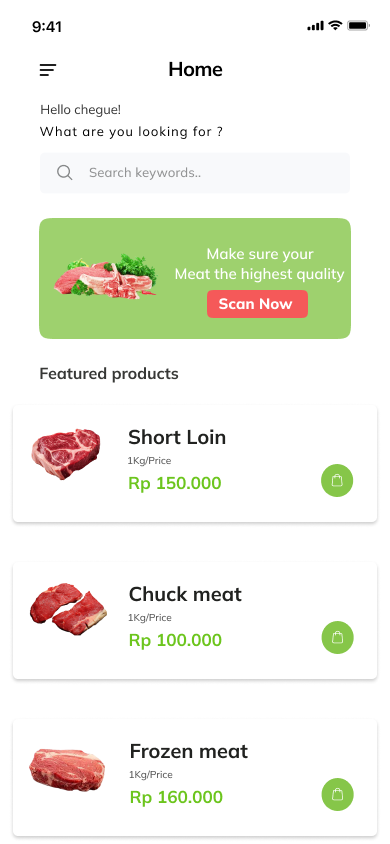 9:41
Home
Hello chegue!
What are you looking for ?
Search keywords..
Make sure your
Meat the highest quality
Scan Now
Featured products
Short Loin
1Kg/Price
Rp 150.000
Chuck meat
1Kg/Price
Rp 100.000
Frozen meat
1Kg/Price
Rp 160.000